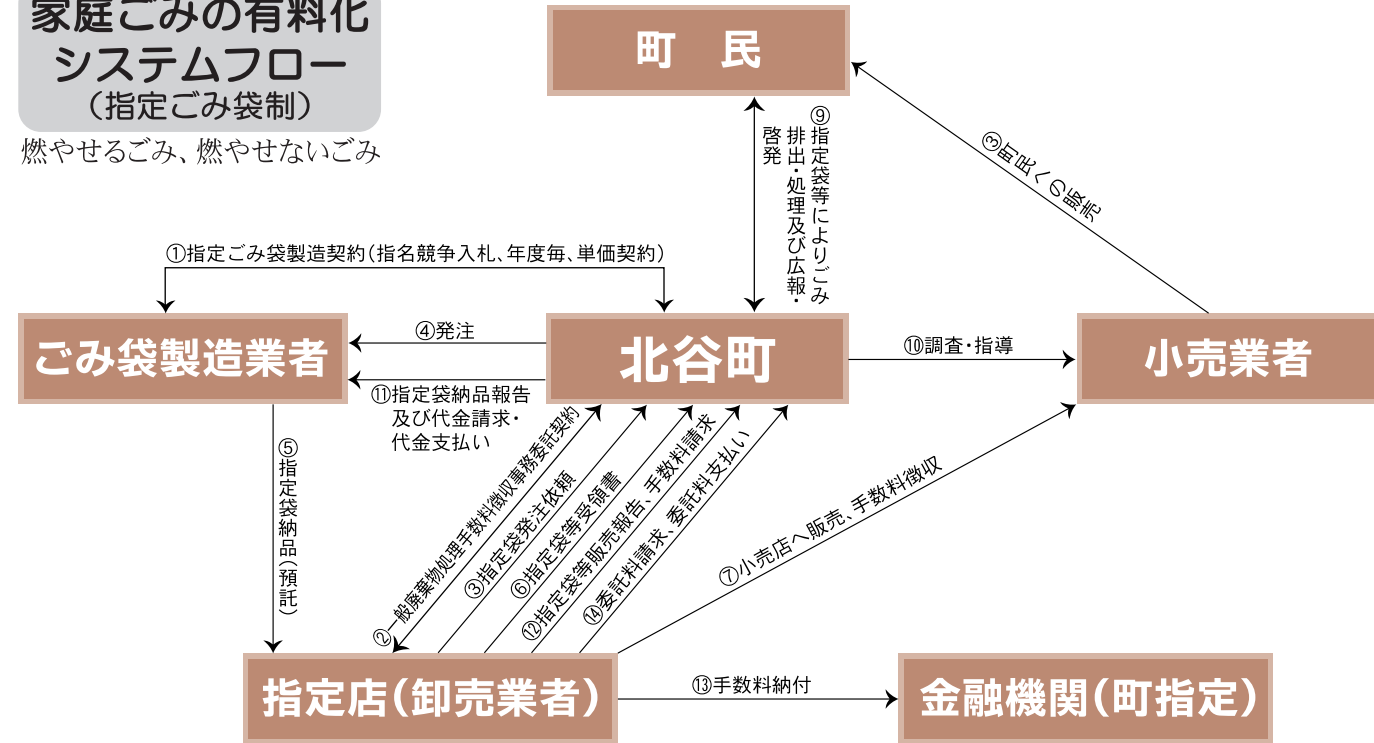 家庭ごみの有料化
システムフロー
（指定ごみ袋制）
燃やせるごみ、燃やせないごみ
町　民
⑨指定袋等によりごみ
排出・処理及び広報・
啓発
③町民への販売
①指定ごみ袋製造契約（指名競争入札、年度毎、単価契約）
ごみ袋製造業者
④発注
北谷町
⑩調査・指導
小売業者
⑪指定袋納品報告
及び代金請求・
代金支払い
⑤指定袋納品（預託）
②一般廃棄物処理手数料徴収事務委託契約
③指定袋発注依頼
⑥指定袋等受領書
⑫指定袋等販売報告、手数料請求
⑭委託料請求、委託料支払い
⑦小売店へ販売、手数料徴収
指定店（卸売業者）
⑬手数料納付
金融機関（町指定）